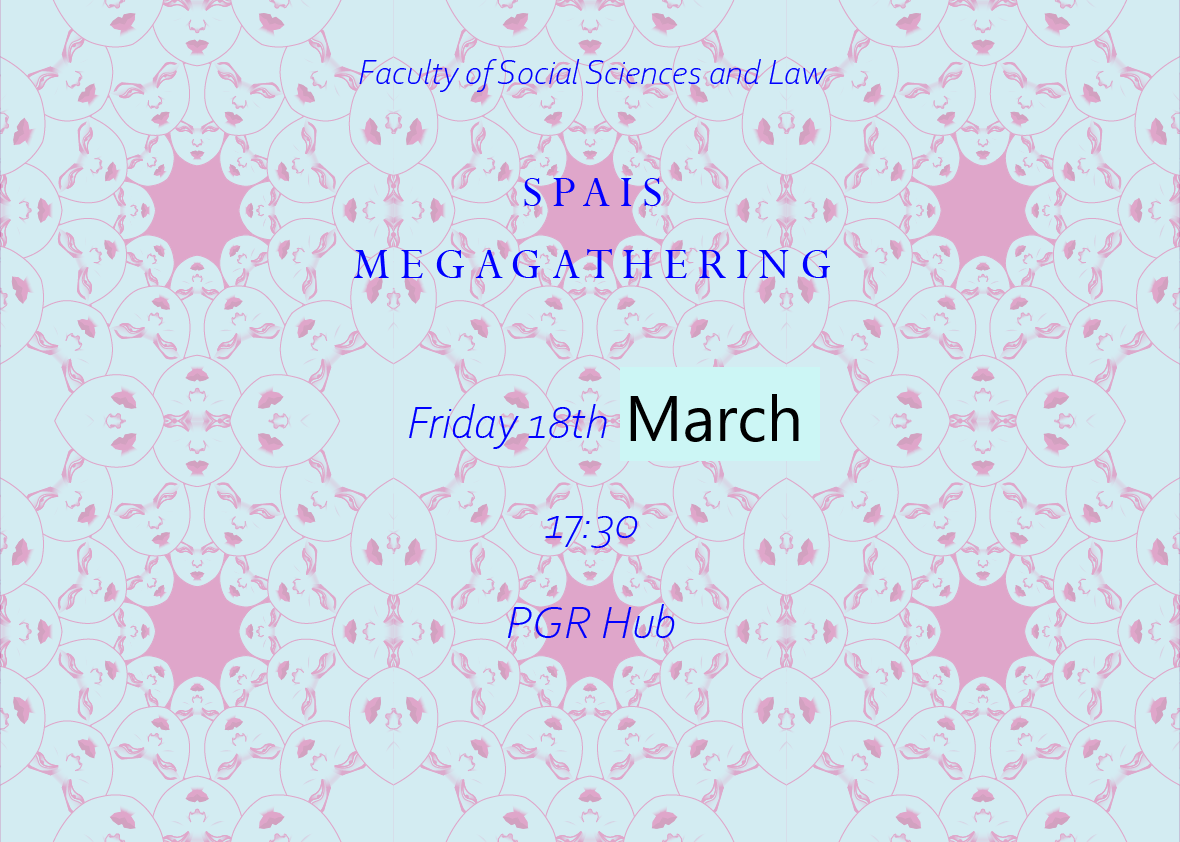 Faculty of Social Sciences and Law
SPAIS
MEGAGATHERING
Friday 18th March
17:30
PGR Hub